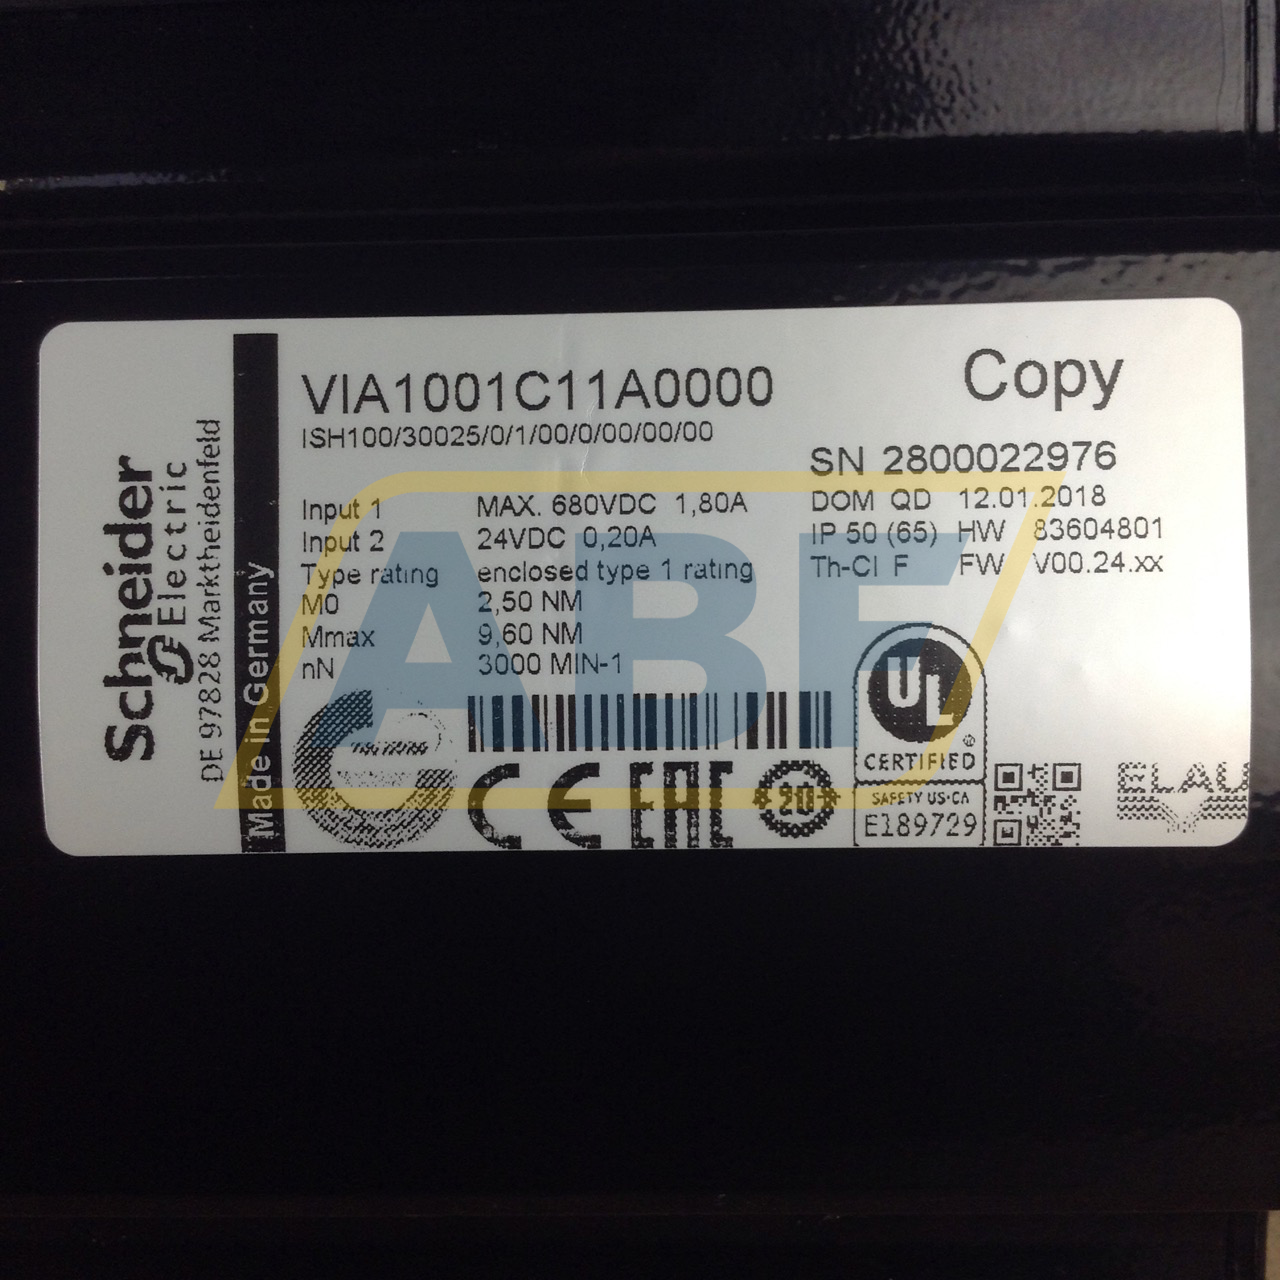 Schneider
Electric
DE 97828 Marktheidenfeld
Made in Germany
VIA1001C11A0000
Copy
ISH100/30025/0/1/00/0/00/00/00
SN 2800022976
Input 1 MAX. 680VDC 1,80A
DOM QD 12.01.2018
Input 2 24VDC 0,20A
IP 50 (65) HW 83604801
Type rating enclosed type 1 rating
Th-Cl F FW V00.24.xx
M0 2,50 NM
Mmax 9,60 NM
nN 3000 MIN-1
ABF
CE
EAC
20
UL
®
CERTIFIED
SAFETY US·CA
E189729
ELAU